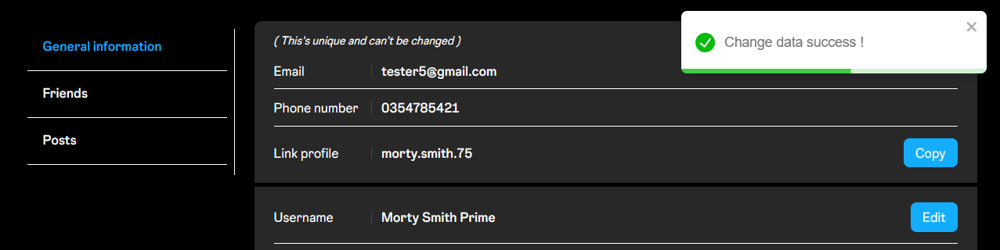 General information
Friends
Posts
( This's unique and can't be changed )
Email tester5@gmail.com
Phone number 0354785421
Link profile morty.smith.75 Copy
Username Morty Smith Prime Edit
Change data success !